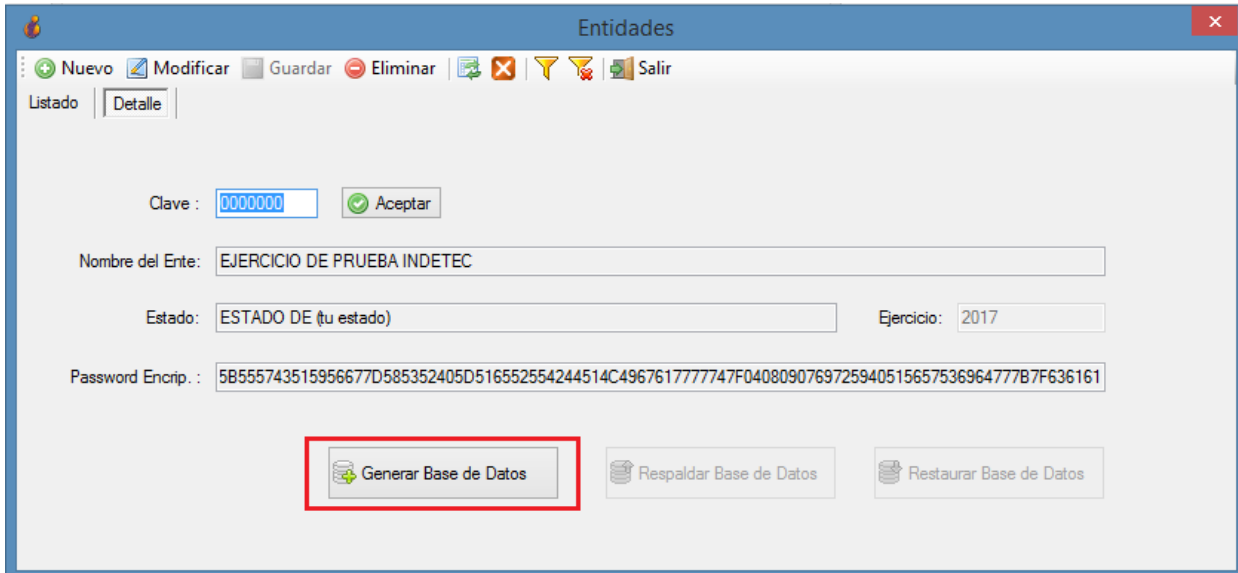 Entidades
Nuevo Modificar Guardar Eliminar Salir
Listado Detalle
Clave : 0000000 Aceptar
Nombre del Ente: EJERCICIO DE PRUEBA INDETEC
Estado: ESTADO DE (tu estado) Ejercicio: 2017
Password Encrip. : 5B555743515956677D585352405D516552554244514C4967617777747F0408090769725940515657536964777B7F636161
Generar Base de Datos Respaldar Base de Datos Restaurar Base de Datos